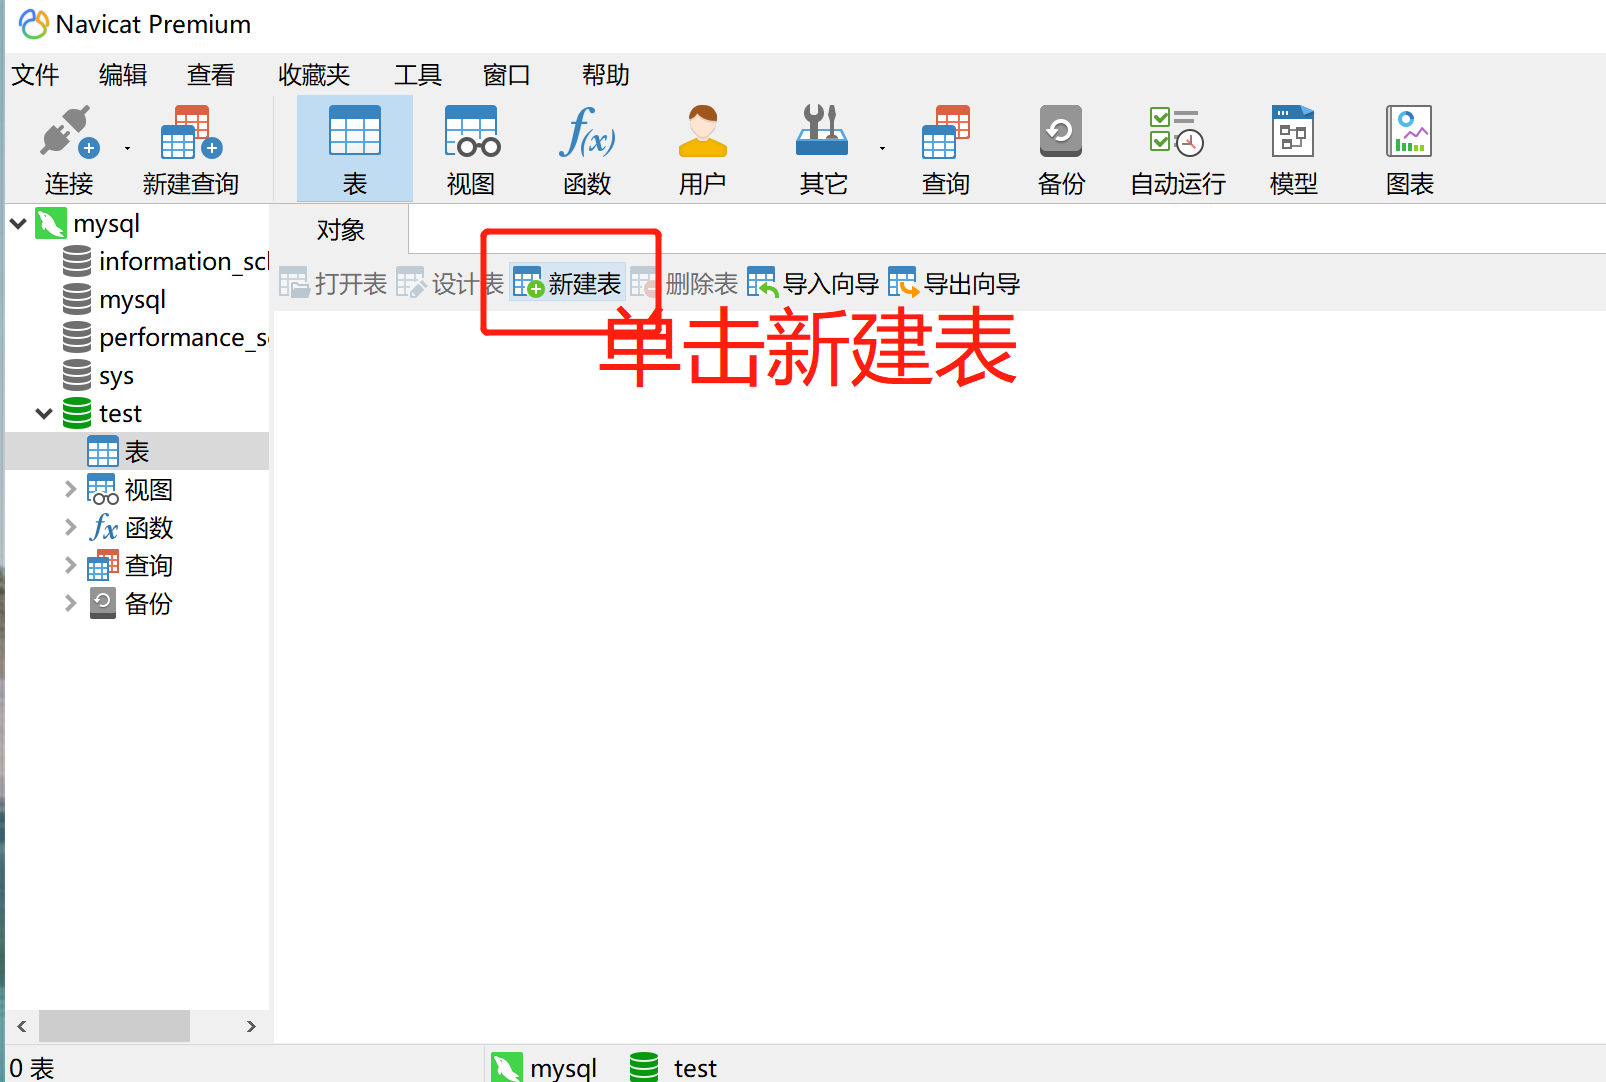 Navicat Premium
文件 编辑 查看 收藏夹 工具 窗口 帮助
连接 新建查询 表 视图 函数 用户 其它 查询 备份 自动运行 模型 图表
mysql
对象
information_sch
打开表 设计表 新建表 删除表 导入向导 导出向导
单击新建表
mysql
performance_s
sys
test
表
视图
fx 函数
查询
备份
0 表 mysql test